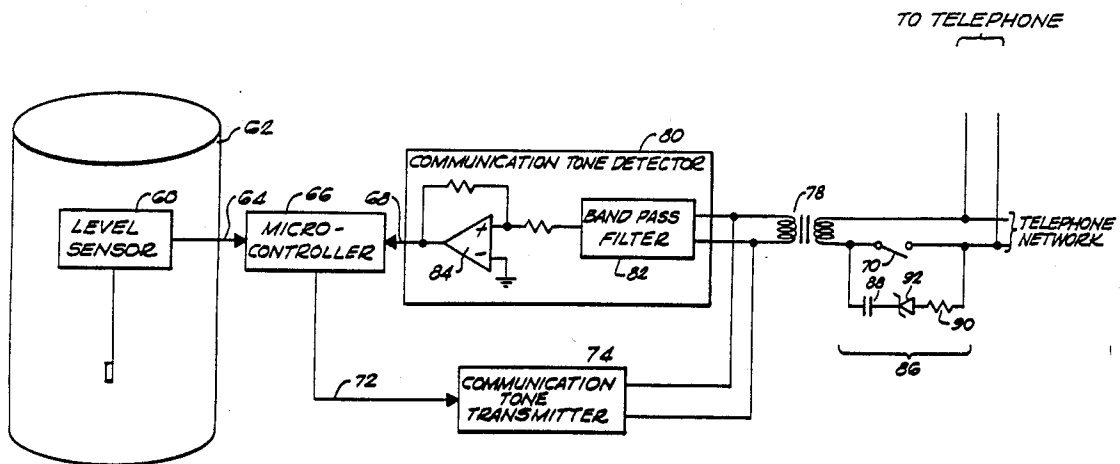 TO TELEPHONE
62
80
COMMUNICATION TONE DETECTOR
60
64
66
68
78
LEVEL
SENSOR
MICRO-
CONTROLLER
+
-
84
BAND PASS
FILTER
82
TELEPHONE
NETWORK
70
88
92
90
86
72
74
COMMUNICATION
TONE
TRANSMITTER